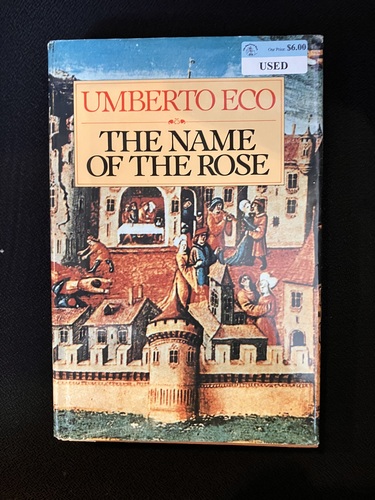 Our Price: $6.00
USED
UMBERTO ECO
THE NAME
OF THE ROSE